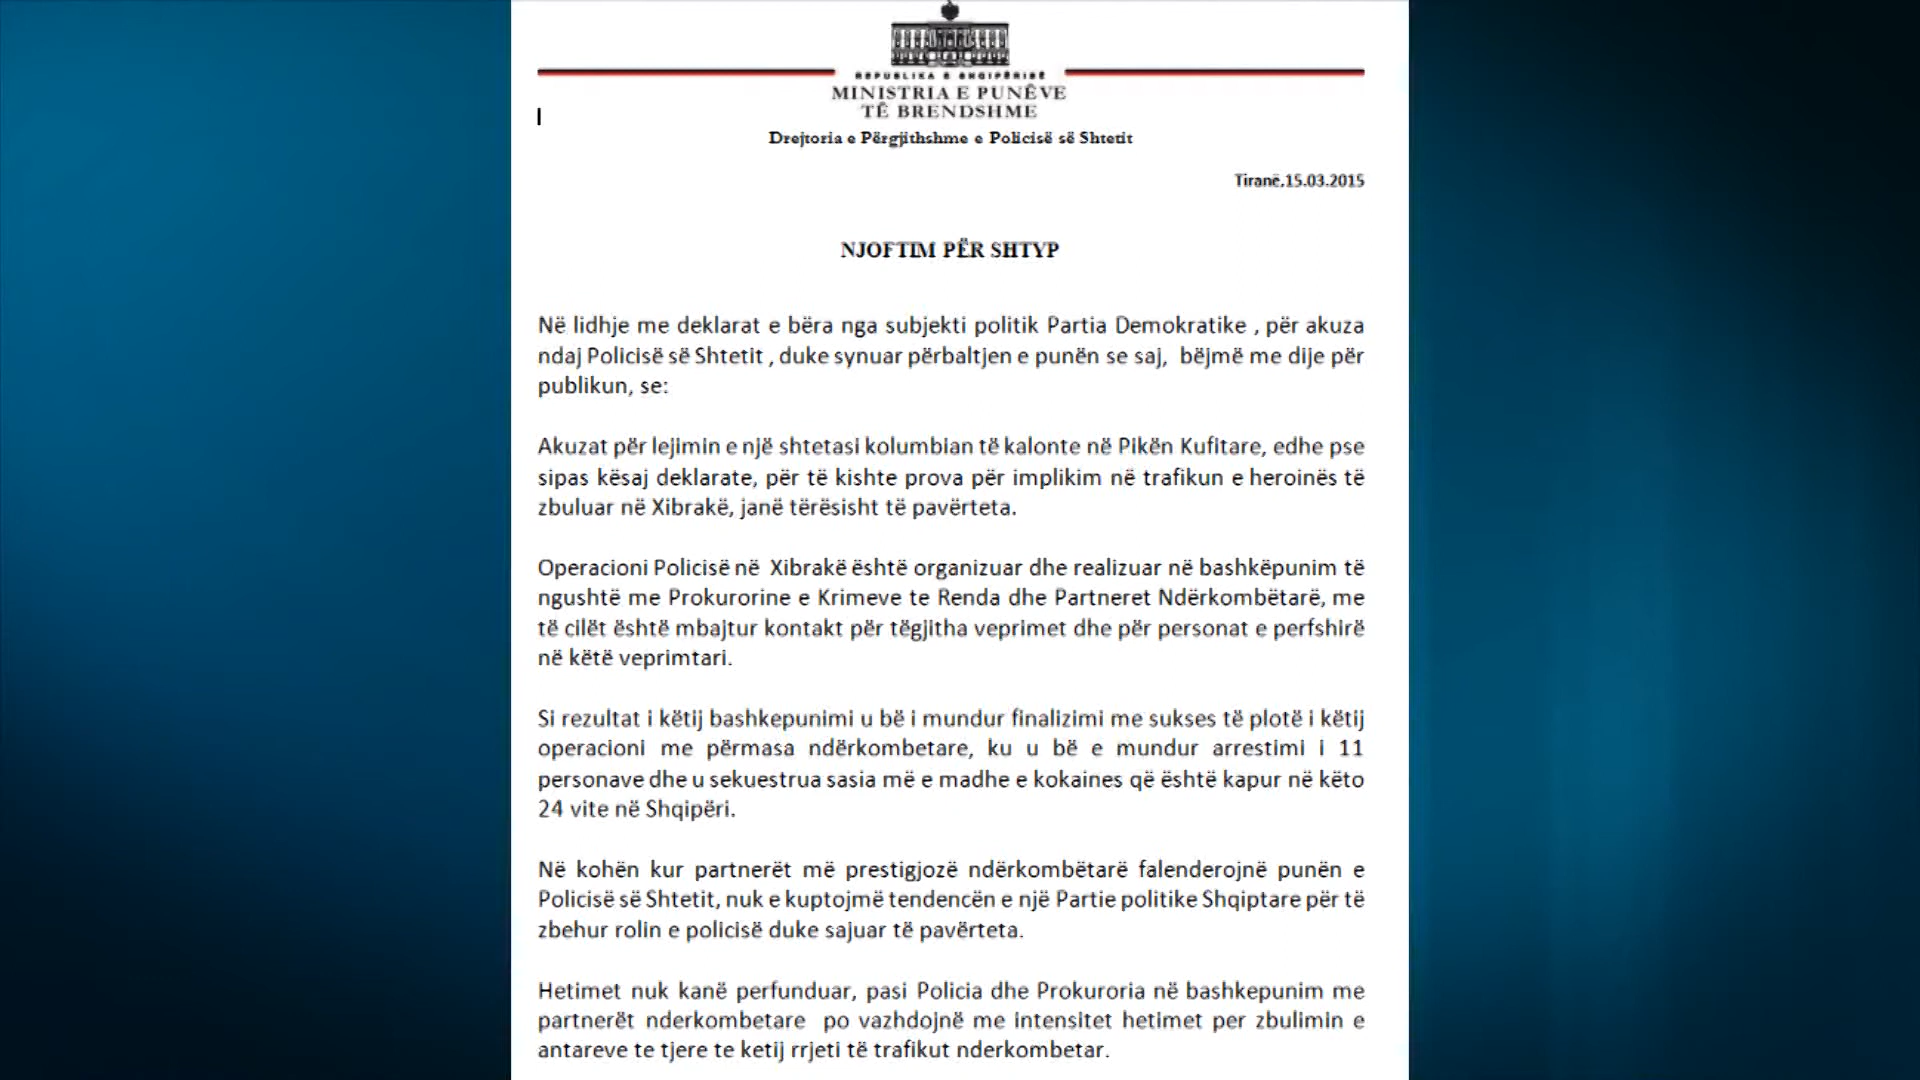 REPUBLIKA E SHQIPËRISË
MINISTRIA E PUNËVE
TË BRENDSHME
Drejtoria e Përgjithshme e Policisë së Shtetit
Tiranë,15.03.2015
NJOFTIM PËR SHTYP
Në lidhje me deklarat e bëra nga subjekti politik Partia Demokratike , për akuza
ndaj Policisë së Shtetit , duke synuar përbaltjen e punën se saj, bëjmë me dije për
publikun, se:
Akuzat për lejimin e një shtetasi kolumbian të kalonte në Pikën Kufitare, edhe pse
sipas kësaj deklarate, për të kishte prova për implikim në trafikun e heroinës të
zbuluar në Xibrakë, janë tërësisht të pavërteta.
Operacioni Policisë në Xibrakë është organizuar dhe realizuar në bashkëpunim të
ngushtë me Prokurorine e Krimeve te Renda dhe Partneret Ndërkombëtarë, me
të cilët është mbajtur kontakt për tëgjitha veprimet dhe për personat e perfshirë
në këtë veprimtari.
Si rezultat i këtij bashkepunimi u bë i mundur finalizimi me sukses të plotë i këtij
operacioni me përmasa ndërkombetare, ku u bë e mundur arrestimi i 11
personave dhe u sekuestrua sasia më e madhe e kokaines që është kapur në këto
24 vite në Shqipëri.
Në kohën kur partnerët më prestigjozë ndërkombëtarë falenderojnë punën e
Policisë së Shtetit, nuk e kuptojmë tendencën e një Partie politike Shqiptare për të
zbehur rolin e policisë duke sajuar të pavërteta.
Hetimet nuk kanë perfunduar, pasi Policia dhe Prokuroria në bashkepunim me
partnerët nderkombetare po vazhdojnë me intensitet hetimet per zbulimin e
antareve te tjere te ketij rrjeti të trafikut nderkombetar.